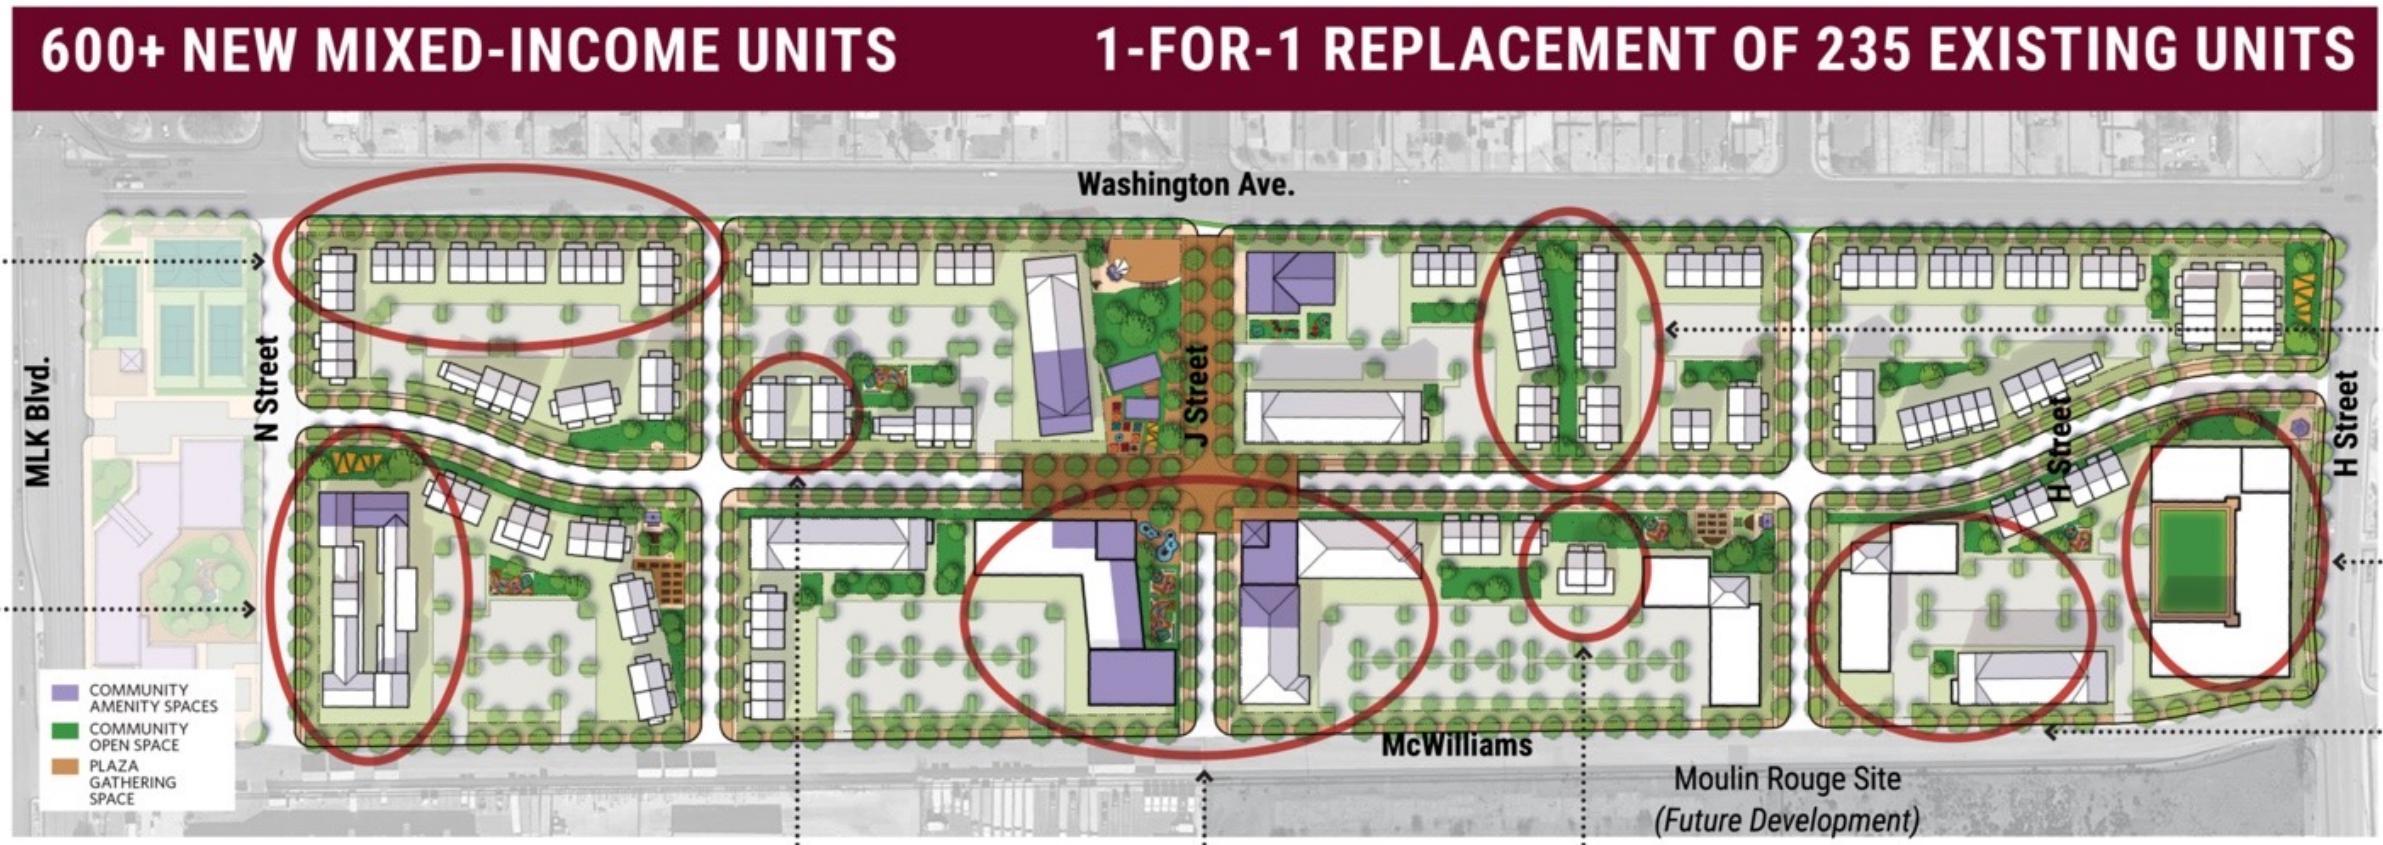 600+ NEW MIXED-INCOME UNITS
1-FOR-1 REPLACEMENT OF 235 EXISTING UNITS
Washington Ave.
MLK Blvd.
N Street
J Street
H Street
H Street
McWilliams
Moulin Rouge Site
(Future Development)
COMMUNITY
AMENITY SPACES
COMMUNITY
OPEN SPACE
PLAZA
GATHERING
SPACE